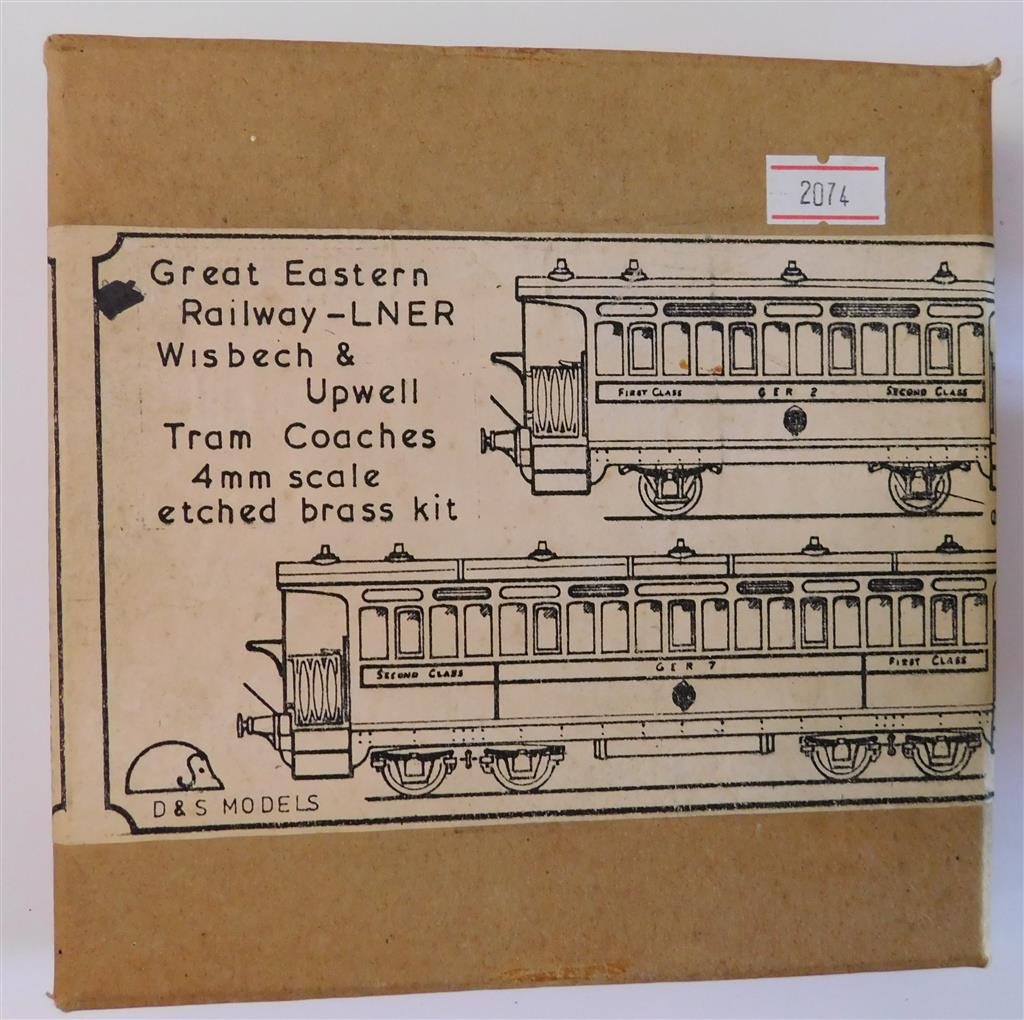 2074
Great Eastern
Railway-LNER
Wisbech &
Upwell
Tram Coaches
4mm scale
etched brass kit
FIRST CLASS GER 2 SECOND CLASS
SECOND CLASS GER 7 FIRST CLASS
D&S MODELS